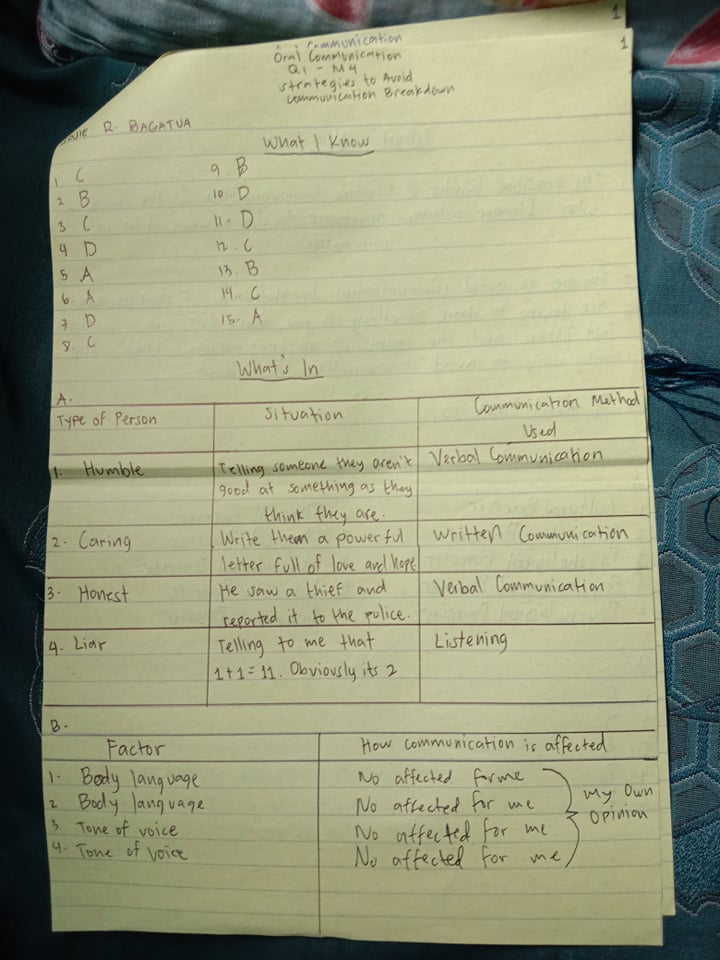 1
Communication
1
Oral Communication
Q1 - M4
Strategies to Avoid
Communication Breakdown
R. BAGATUA
What I Know
1 C
2 B
3 C
4 D
5 A
6. A
7 D
8. C
9. B
10. D
11. D
12. C
13. B
14. C
15. A
What's In
A.
Type of Person
Situation
Communication Method
Used
1. Humble
Telling someone they aren't
good at something as they
think they are.
Verbal Communication
2. Caring
Write them a powerful
letter full of love and hope
Written Communication
3. Honest
He saw a thief and
reported it to the police.
Verbal Communication
4. Liar
Telling to me that
1+1=11. Obviously its 2
Listening
B.
Factor
How communication is affected
1. Body language
No affected for me
2 Body language
No affected for me
3. Tone of voice
No affected for me
4. Tone of voice
No affected for me
My Own
Opinion